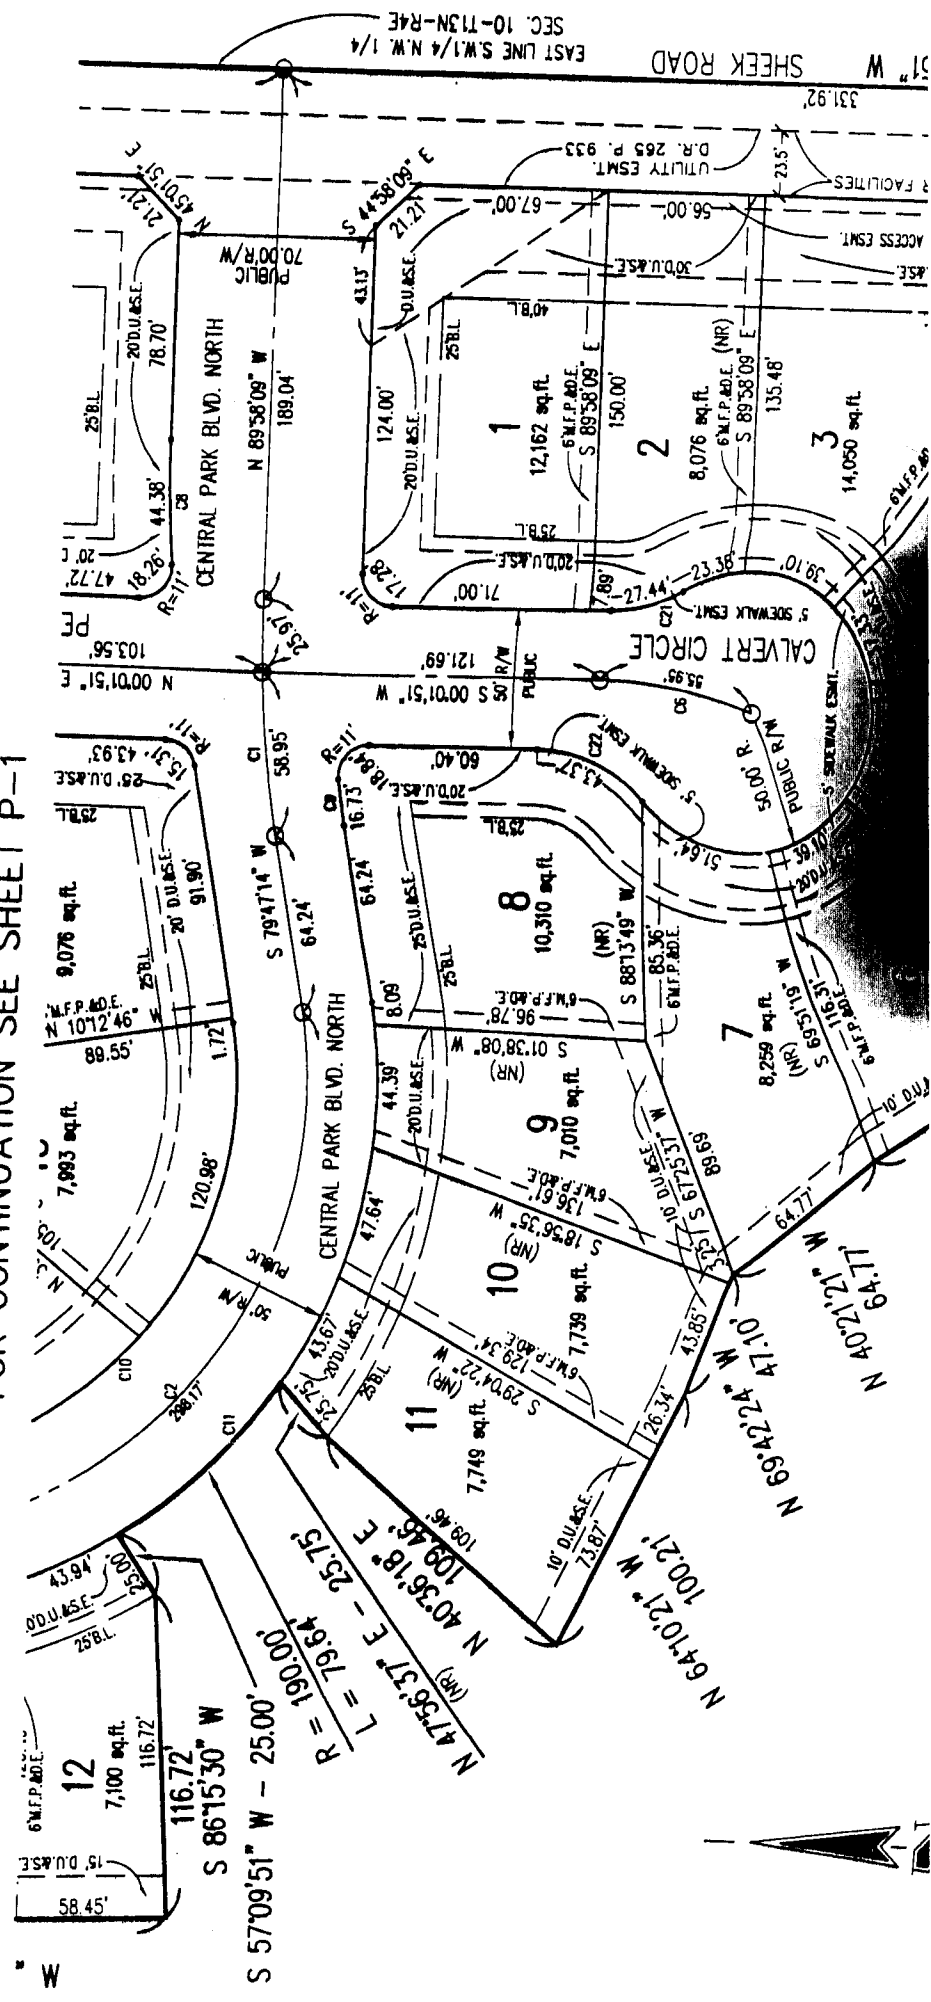 FOR CONTINUATION SEE SHEET P-1
EAST LINE S.W.1/4 N.W. 1/4
SEC. 10-T13N-R4E
SHEEK ROAD
51" W
331.92'
UTILITY ESMT.
D.R. 265 P. 933
23.5'
R FACILITIES
ACCESS ESMT.
&S.E.
N 45°01'51" E
21.21'
S 44°58'09" E
21.21'
67.00'
56.00'
PUBLIC
70.00'R/W
43.13'
D.U.&S.E.
30'D.U.&S.E.
40'B.L.
25'B.L.
25'B.L.
20'D.U.&S.E.
78.70'
44.38'
C8
CENTRAL PARK BLVD. NORTH
N 89°58'09" W
189.04'
124.00'
20'D.U.&S.E.
1
12,162 sq.ft.
6'M.F.P.&D.E.
S 89°58'09" E
150.00'
2
8,076 sq.ft.
6'M.F.P.&D.E. (NR)
S 89°58'09" E
135.48'
3
14,050 sq.ft.
6'M.F.P.&D
25'B.L.
20'D.U.&S.E.
47.72'
18.26'
R=11'
17.28'
R=11'
71.00'
7.89'
27.44'
C21
23.38'
39.10'
5' SIDEWALK ESMT.
PE
103.56'
N 00°01'51" E
25.97'
121.69'
S 00°01'51" W
50' R/W
PUBLIC
CALVERT CIRCLE
55.95'
C6
50.00' R.
PUBLIC R/W
5' SIDEWALK ESMT.
5' SIDEWALK ESMT.
43.93'
15.37'
R=11'
25' D.U.&S.E.
25'B.L.
C1
58.95'
R=11'
18.84'
C9
16.73'
60.40'
20'D.U.&S.E.
43.37'
C22
25'B.L.
51.64'
39.10'
20'D.U.
9,076 sq.ft.
20' D.U.&S.E.
91.90'
S 79°47'14" W
64.24'
64.24'
25'D.U.&S.E.
25'B.L.
8
10,310 sq.ft.
(NR)
S 88°13'49" W
85.36'
6'M.F.P.&D.E.
'M.F.P.&D.E.
N 10°12'46" W
89.55'
25'B.L.
1.72'
8.09'
6'M.F.P.&D.E.
96.78'
S 01°38'08" W
(NR)
7
8,259 sq.ft.
(NR)
S 69°51'19" W
116.31'
6'M.F.P.&D.E.
7,993 sq.ft.
CENTRAL PARK BLVD. NORTH
44.39'
20'D.U.&S.E.
9
7,010 sq.ft.
10' D.U.&S.E.
S 67°25'37" W
89.69'
10' D.U.
120.98'
47.64'
6'M.F.P.&D.E.
136.61'
S 18°56'35" W
(NR)
3.25'
64.77'
N 40°21'21" W
64.77'
105.
PUBLIC
50' R/W
C10
C2
298.17'
C11
43.67'
20'D.U.&S.E.
25'B.L.
10
7,739 sq.ft.
6'M.F.P.&D.E.
129.34'
S 29°04'22" W
(NR)
43.85'
N 69°42'24" W
47.10'
25.75'
11
7,749 sq.ft.
26.34'
10' D.U.&S.E.
73.87'
N 64°10'21" W
100.21'
109.46'
N 40°36'18" E
109.46'
N 47°56'37" E - 25.75'
(NR)
R = 190.00'
L = 79.64'
43.94'
25.00'
0'D.U.&S.E.
25'B.L.
6'M.F.P.&D.E.
12
7,100 sq.ft.
116.72'
116.72'
S 86°15'30" W
S 57°09'51" W - 25.00'
15' D.U.&S.E.
58.45'
" W